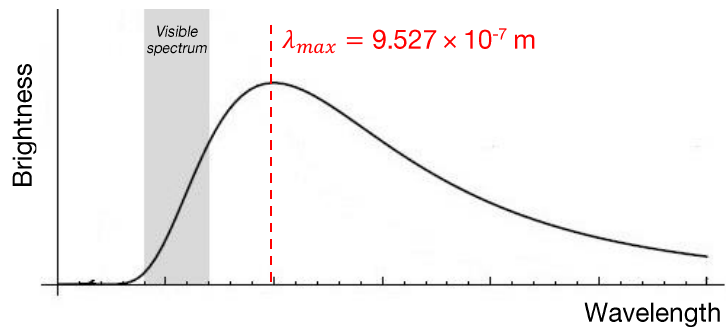 Visible
spectrum
λmax = 9.527 × 10⁻⁷ m
Brightness
Wavelength